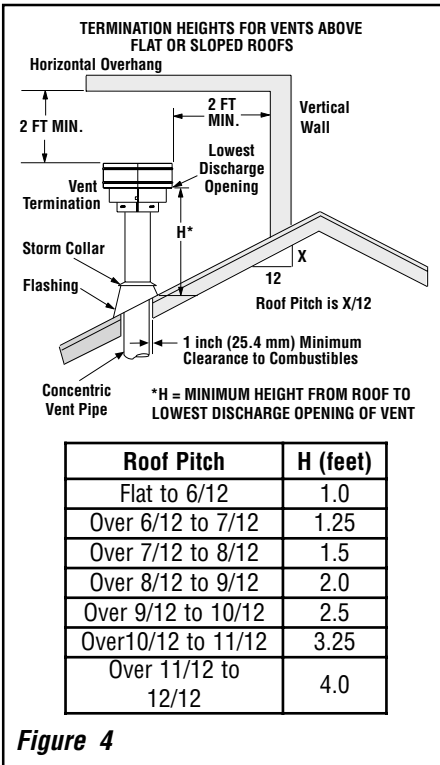 TERMINATION HEIGHTS FOR VENTS ABOVE
FLAT OR SLOPED ROOFS
Horizontal Overhang
2 FT MIN.
2 FT
MIN.
Vertical
Wall
Lowest
Discharge
Opening
Vent
Termination
H*
Storm Collar
Flashing
X
12
Roof Pitch is X/12
1 inch (25.4 mm) Minimum
Clearance to Combustibles
Concentric
Vent Pipe
*H = MINIMUM HEIGHT FROM ROOF TO
LOWEST DISCHARGE OPENING OF VENT
Roof Pitch H (feet)
Flat to 6/12 1.0
Over 6/12 to 7/12 1.25
Over 7/12 to 8/12 1.5
Over 8/12 to 9/12 2.0
Over 9/12 to 10/12 2.5
Over10/12 to 11/12 3.25
Over 11/12 to
12/12 4.0
Figure 4